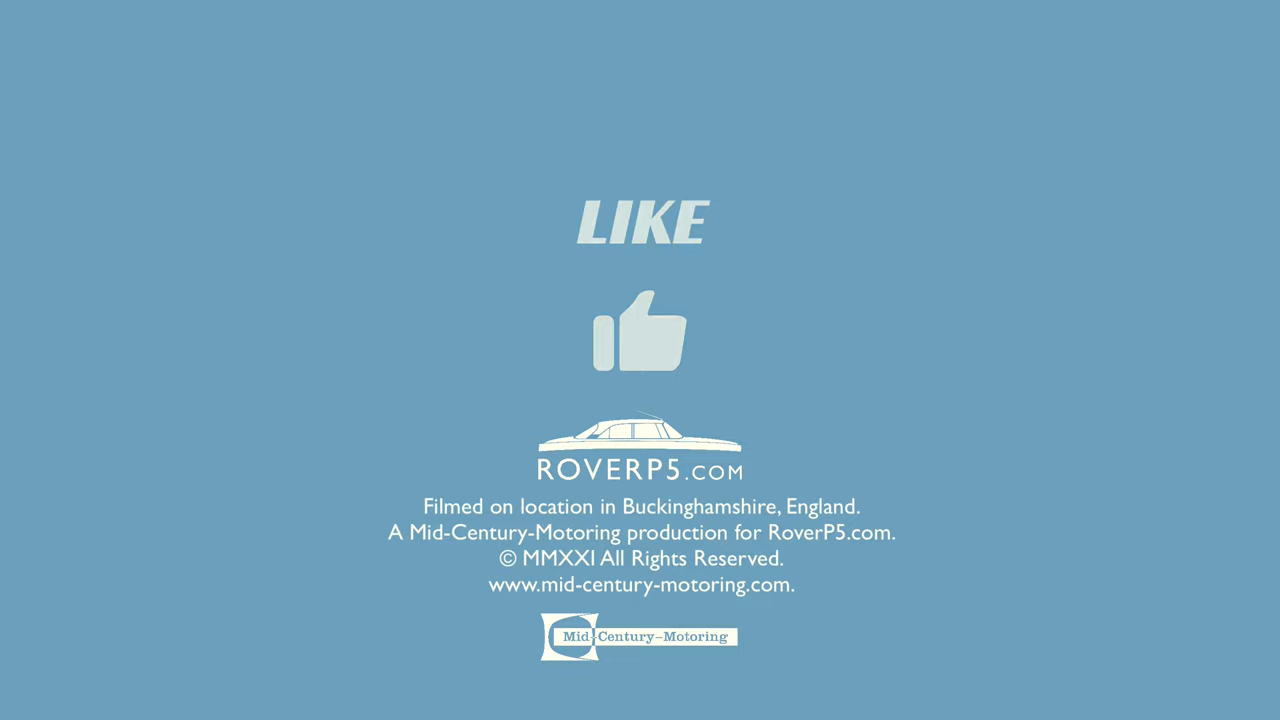 LIKE
ROVERP5.COM
Filmed on location in Buckinghamshire, England.
A Mid-Century-Motoring production for RoverP5.com.
© MMXXI All Rights Reserved.
www.mid-century-motoring.com.
Mid-Century-Motoring